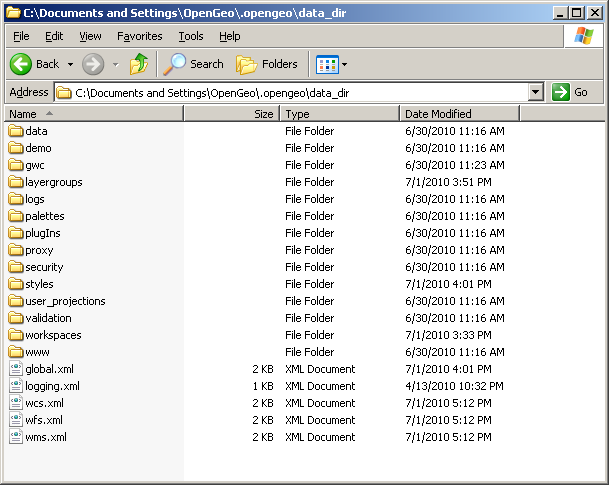 C:\Documents and Settings\OpenGeo\.opengeo\data_dir
File Edit View Favorites Tools Help
Back Search Folders
Address C:\Documents and Settings\OpenGeo\.opengeo\data_dir Go
Name Size Type Date Modified
data File Folder 6/30/2010 11:16 AM
demo File Folder 6/30/2010 11:16 AM
gwc File Folder 6/30/2010 11:23 AM
layergroups File Folder 7/1/2010 3:51 PM
logs File Folder 6/30/2010 11:16 AM
palettes File Folder 6/30/2010 11:16 AM
plugIns File Folder 6/30/2010 11:16 AM
proxy File Folder 6/30/2010 11:16 AM
security File Folder 6/30/2010 11:16 AM
styles File Folder 7/1/2010 4:01 PM
user_projections File Folder 6/30/2010 11:16 AM
validation File Folder 6/30/2010 11:16 AM
workspaces File Folder 7/1/2010 3:33 PM
www File Folder 6/30/2010 11:16 AM
global.xml 2 KB XML Document 7/1/2010 4:01 PM
logging.xml 1 KB XML Document 4/13/2010 10:32 PM
wcs.xml 2 KB XML Document 7/1/2010 5:12 PM
wfs.xml 2 KB XML Document 7/1/2010 5:12 PM
wms.xml 2 KB XML Document 7/1/2010 5:12 PM